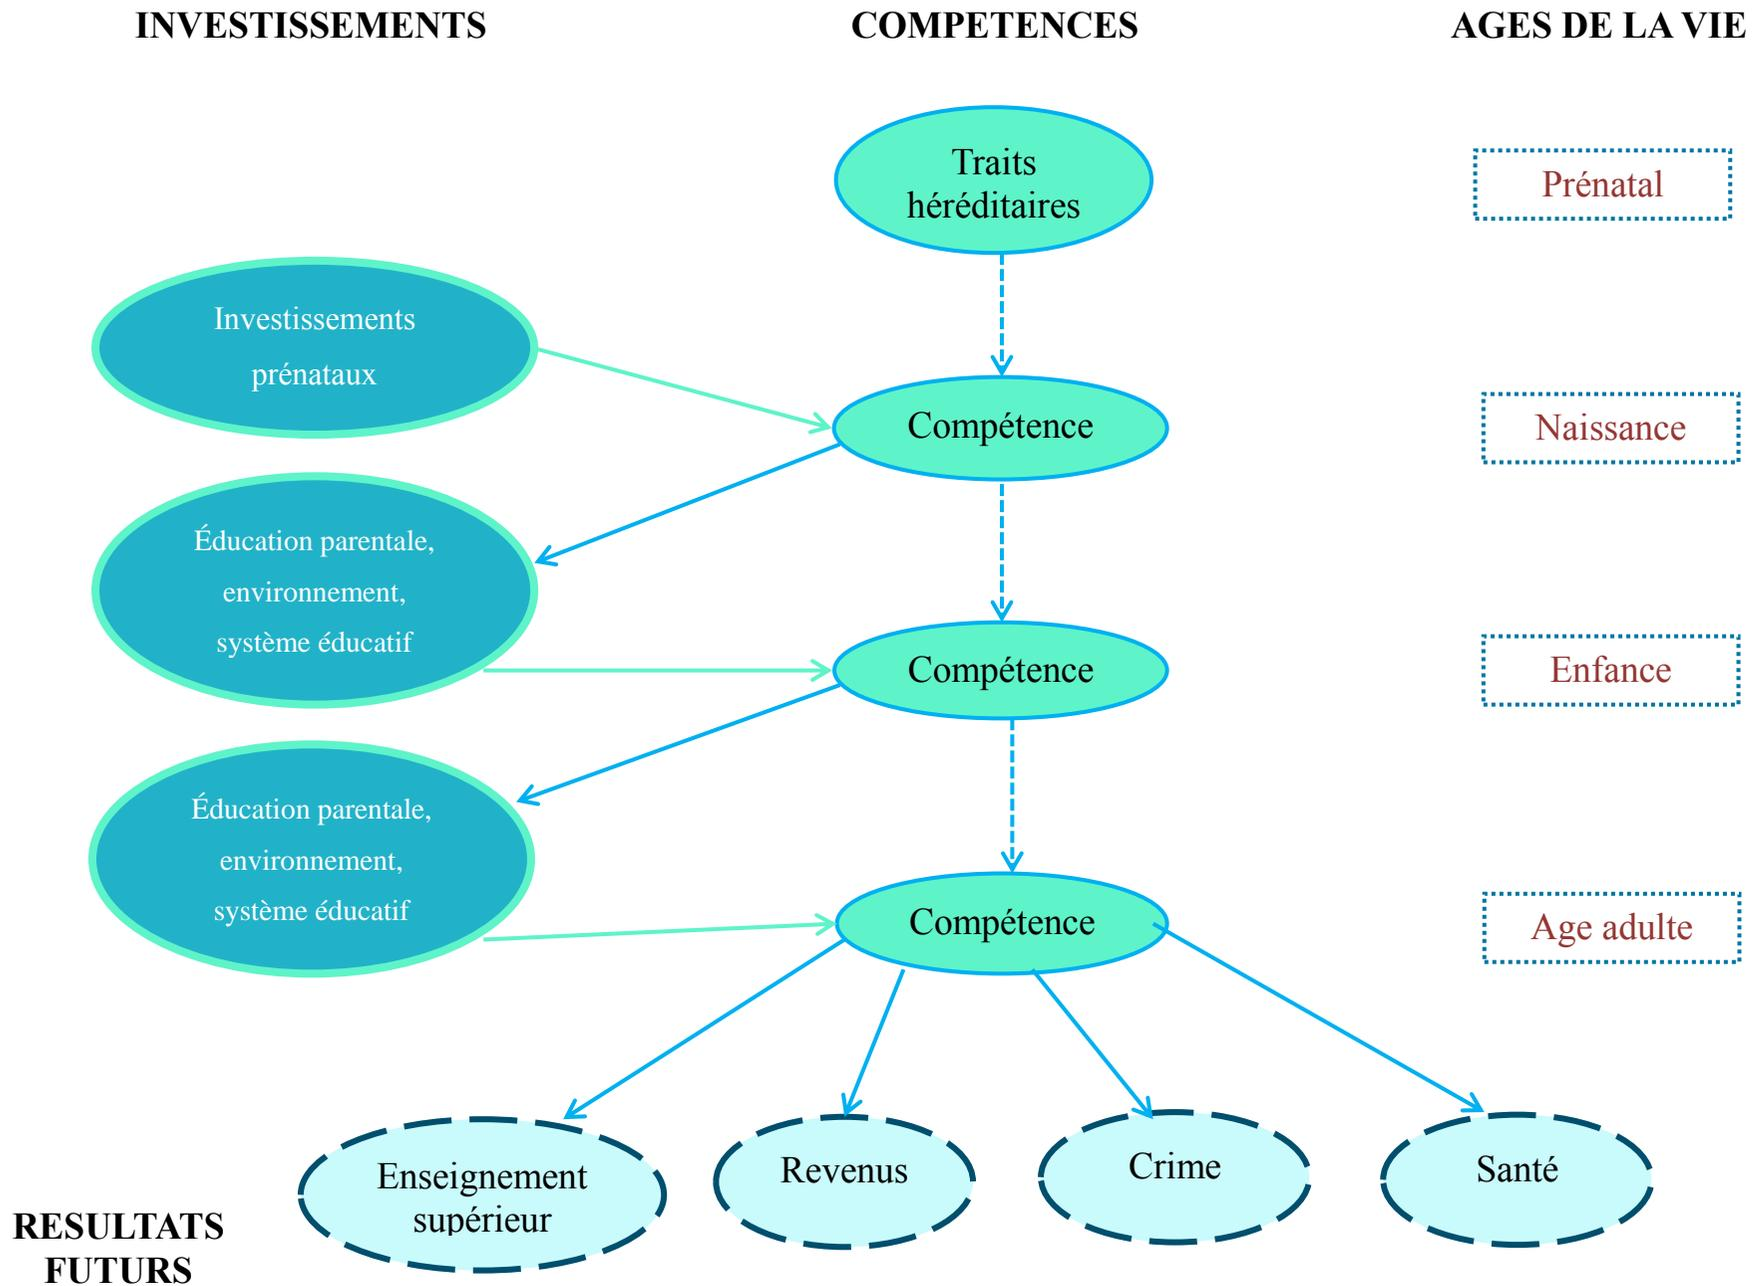 INVESTISSEMENTS
COMPETENCES
AGES DE LA VIE
Traits
héréditaires
Prénatal
Investissements
prénataux
Compétence
Naissance
Éducation parentale,
environnement,
système éducatif
Compétence
Enfance
Éducation parentale,
environnement,
système éducatif
Compétence
Age adulte
Enseignement
supérieur
Revenus
Crime
Santé
RESULTATS
FUTURS